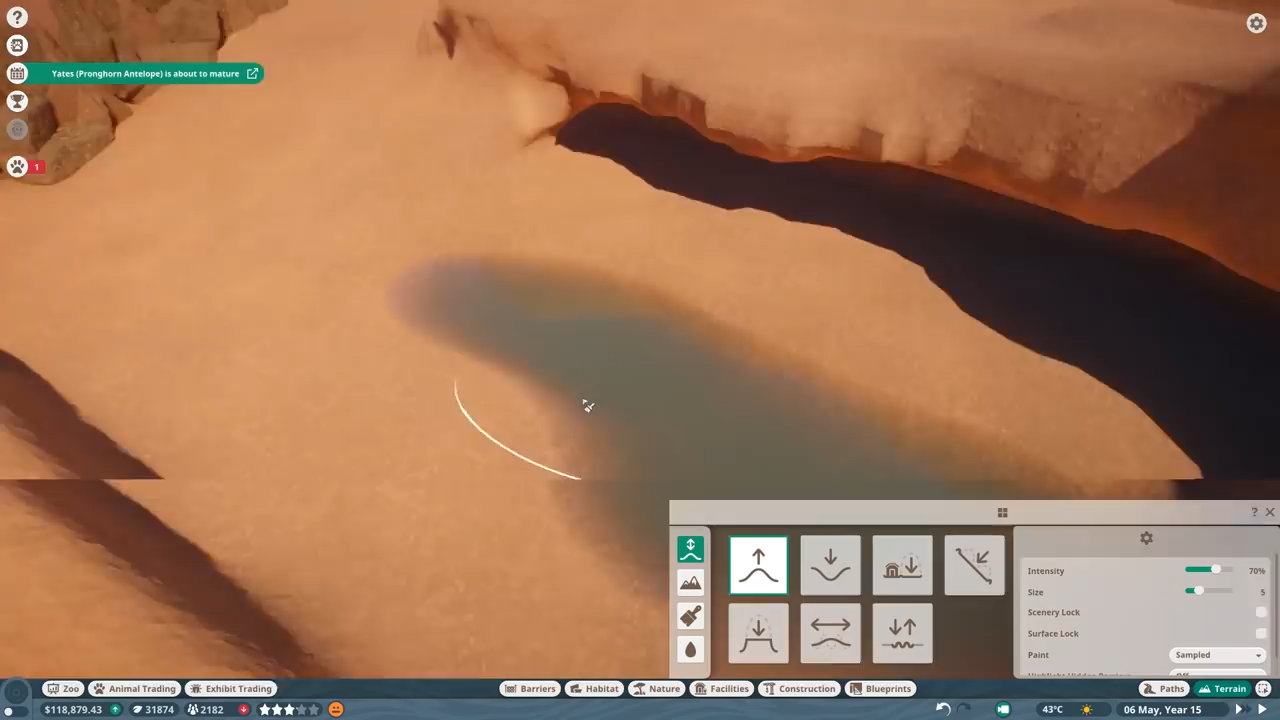 ?
Yates (Pronghorn Antelope) is about to mature
1
?
Intensity 70%
Size 5
Scenery Lock
Surface Lock
Paint Sampled
Zoo Animal Trading Exhibit Trading Barriers Habitat Nature Facilities Construction Blueprints Paths Terrain
$118,879.43 31874 2182 43°C 06 May, Year 15